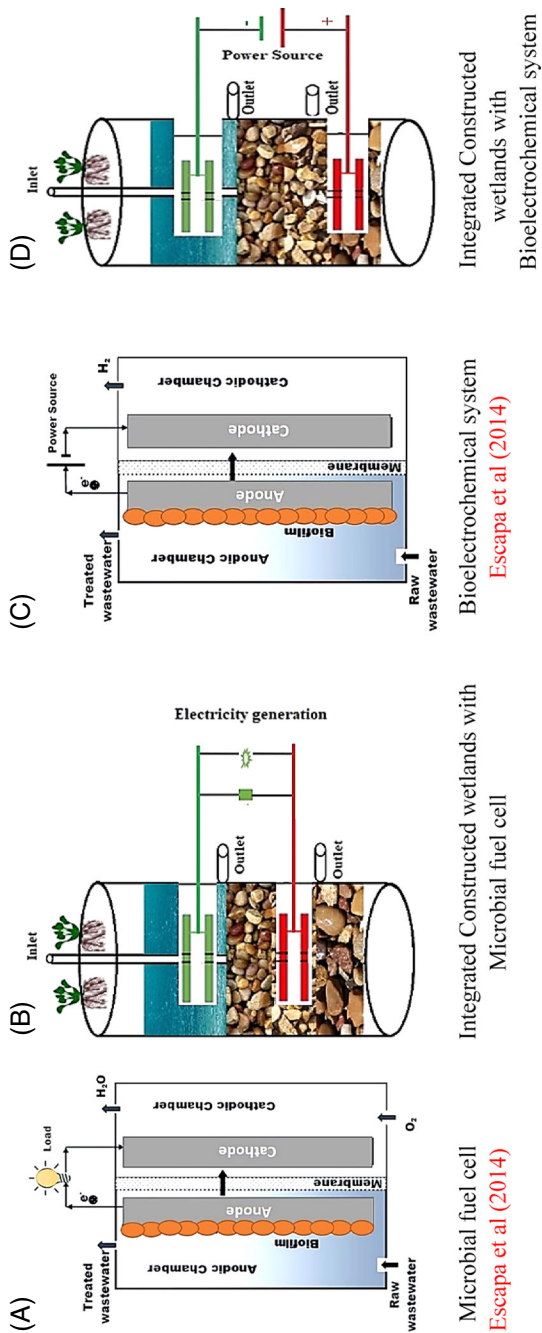 (A)
Treated
wastewater
e-
Load
H₂O
Anodic Chamber
Biofilm
Anode
Membrane
Cathode
Cathodic Chamber
Raw
wastewater
O₂
Microbial fuel cell
Escapa et al (2014)
(B)
Inlet
Outlet
Outlet
Electricity generation
Integrated Constructed wetlands with
Microbial fuel cell
(C)
Treated
wastewater
e-
Power Source
H₂
Anodic Chamber
Biofilm
Anode
Membrane
Cathode
Cathodic Chamber
Raw
wastewater
Bioelectrochemical system
Escapa et al (2014)
(D)
Inlet
Outlet
Outlet
- +
Power Source
Integrated Constructed
wetlands with
Bioelectrochemical system